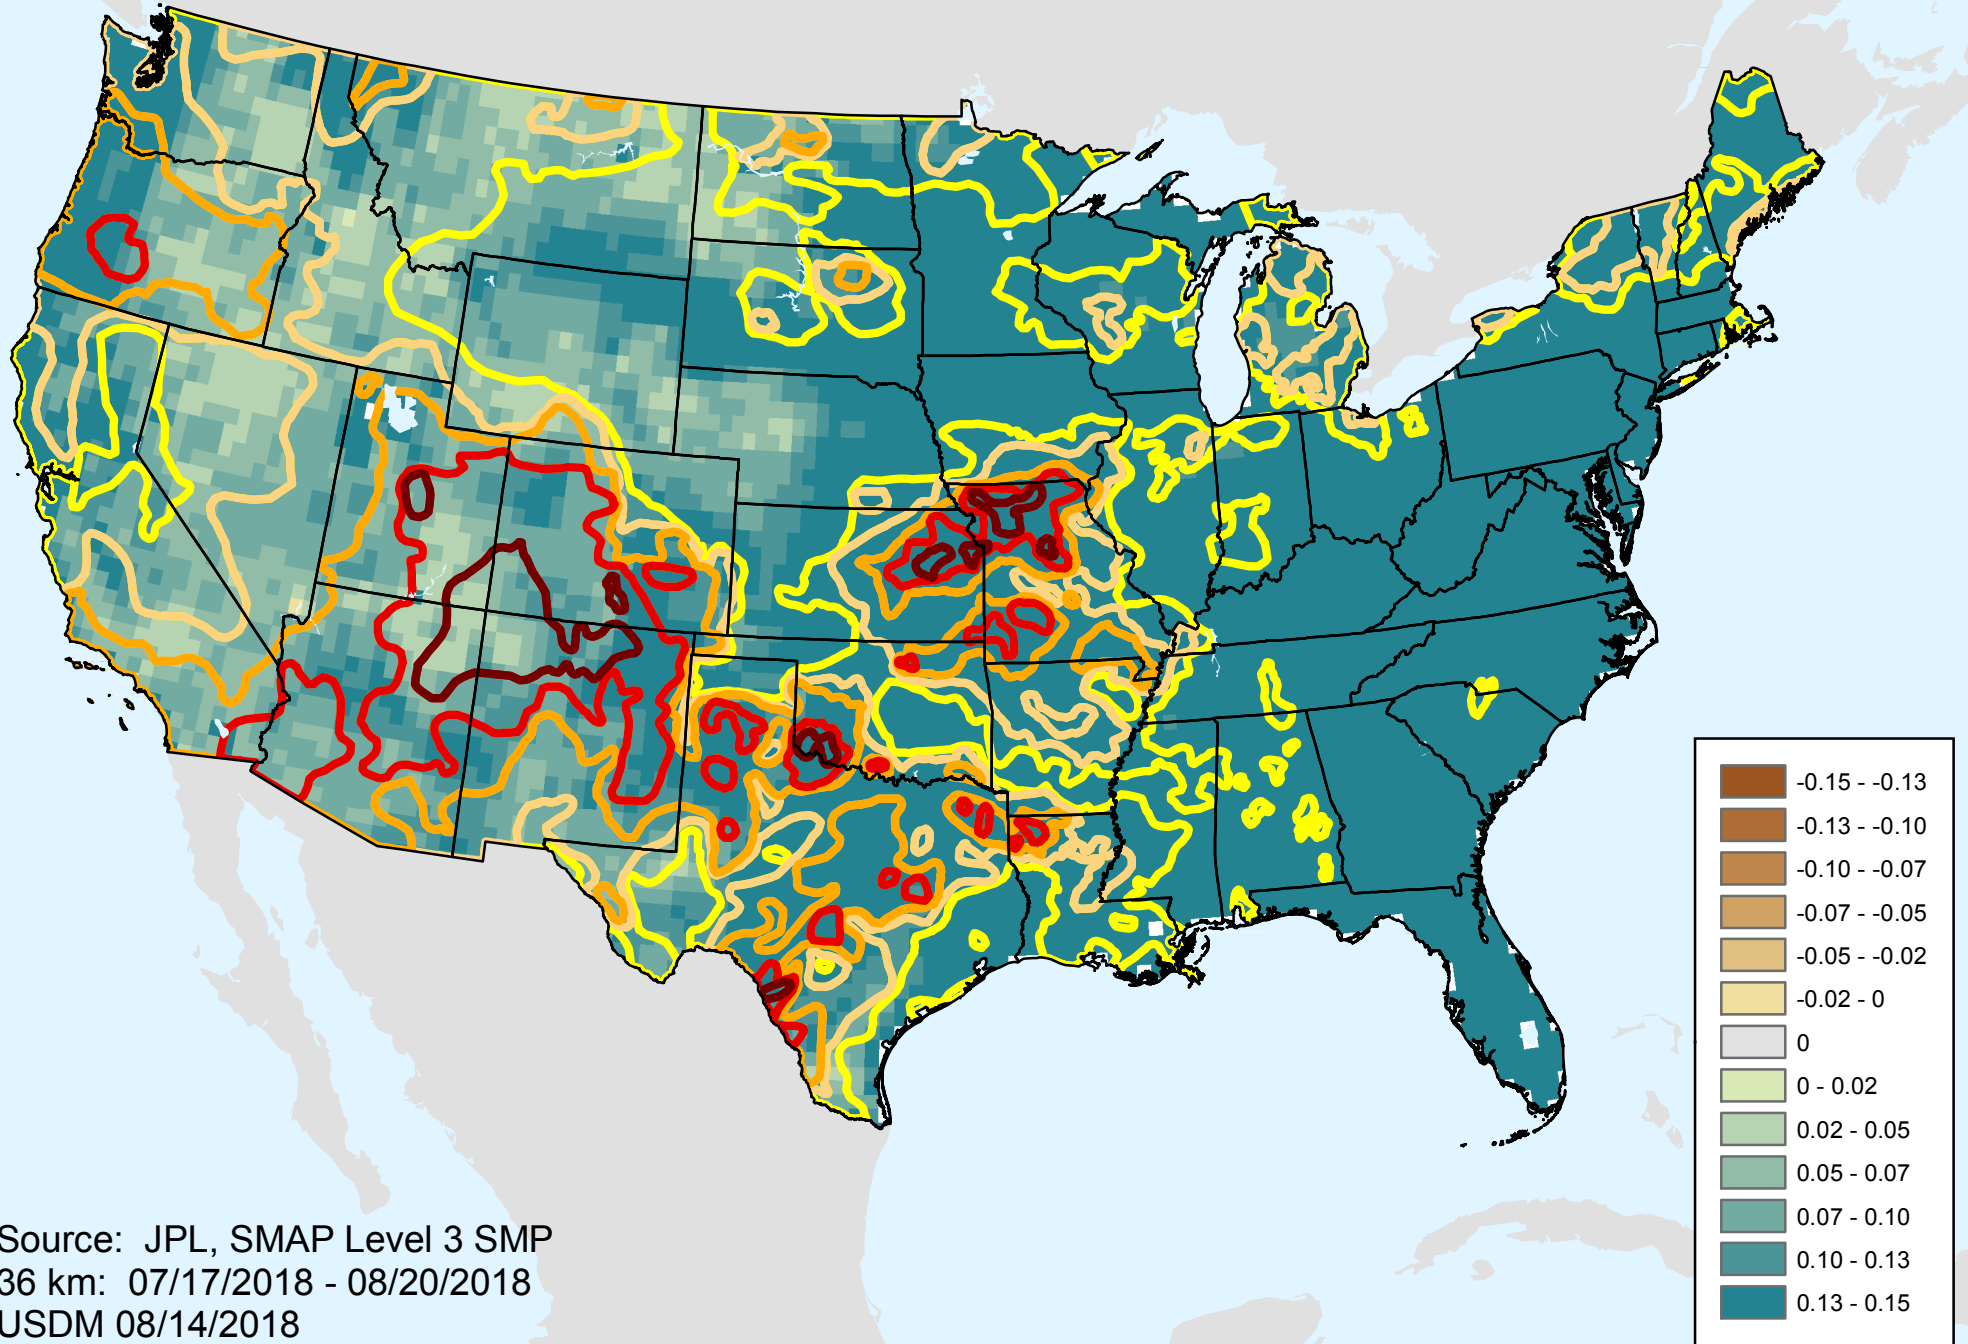 -0.15 - -0.13
-0.13 - -0.10
-0.10 - -0.07
-0.07 - -0.05
-0.05 - -0.02
-0.02 - 0
0
0 - 0.02
0.02 - 0.05
0.05 - 0.07
0.07 - 0.10
0.10 - 0.13
0.13 - 0.15
Source: JPL, SMAP Level 3 SMP
36 km: 07/17/2018 - 08/20/2018
USDM 08/14/2018